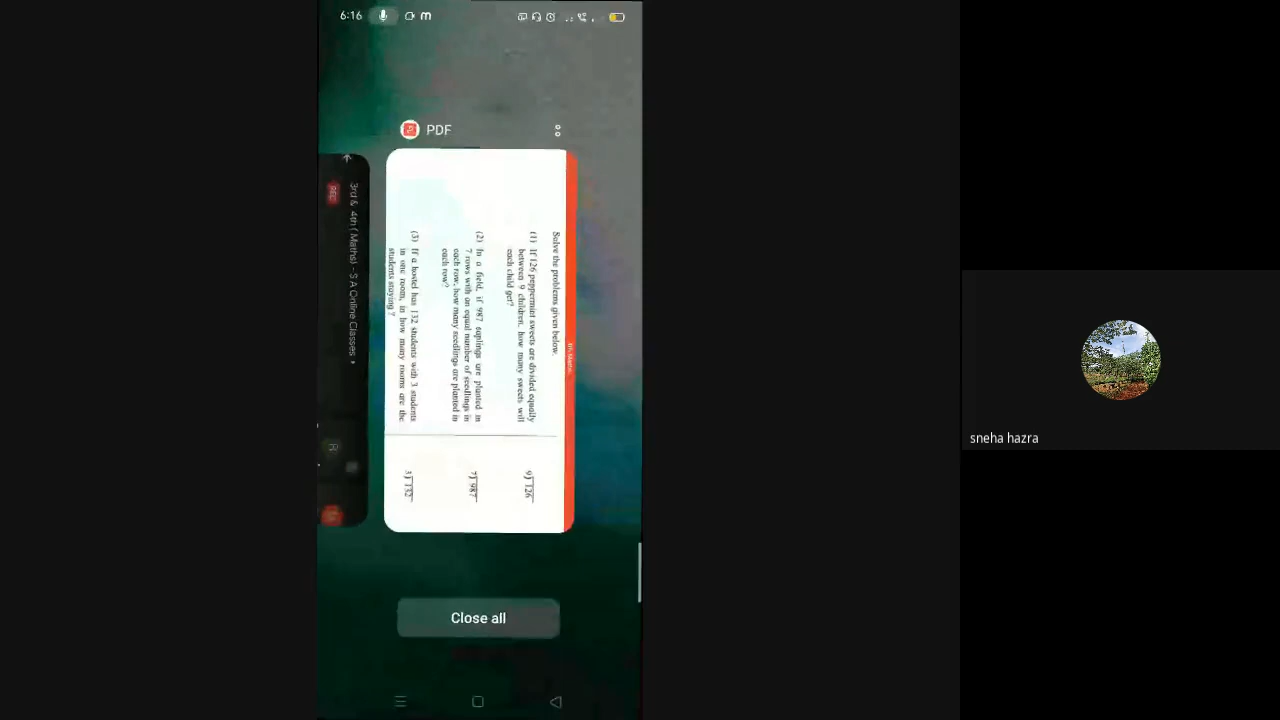 6:16
m
PDF
Solve the problems given below.
(1) If 126 peppermint sweets are divided equally
between 9 children, how many sweets will
each child get?
9) 126
(2) In a field, if 987 saplings are planted in
7 rows with an equal number of seedlings in
each row, how many seedlings are planted in
each row?
7) 987
(3) If a hostel has 132 students with 3 students
in one room, in how many rooms are the
students staying?
3) 132
3rd & 4th ( Maths) - S A Online Classes
REC
R
Close all
sneha hazra